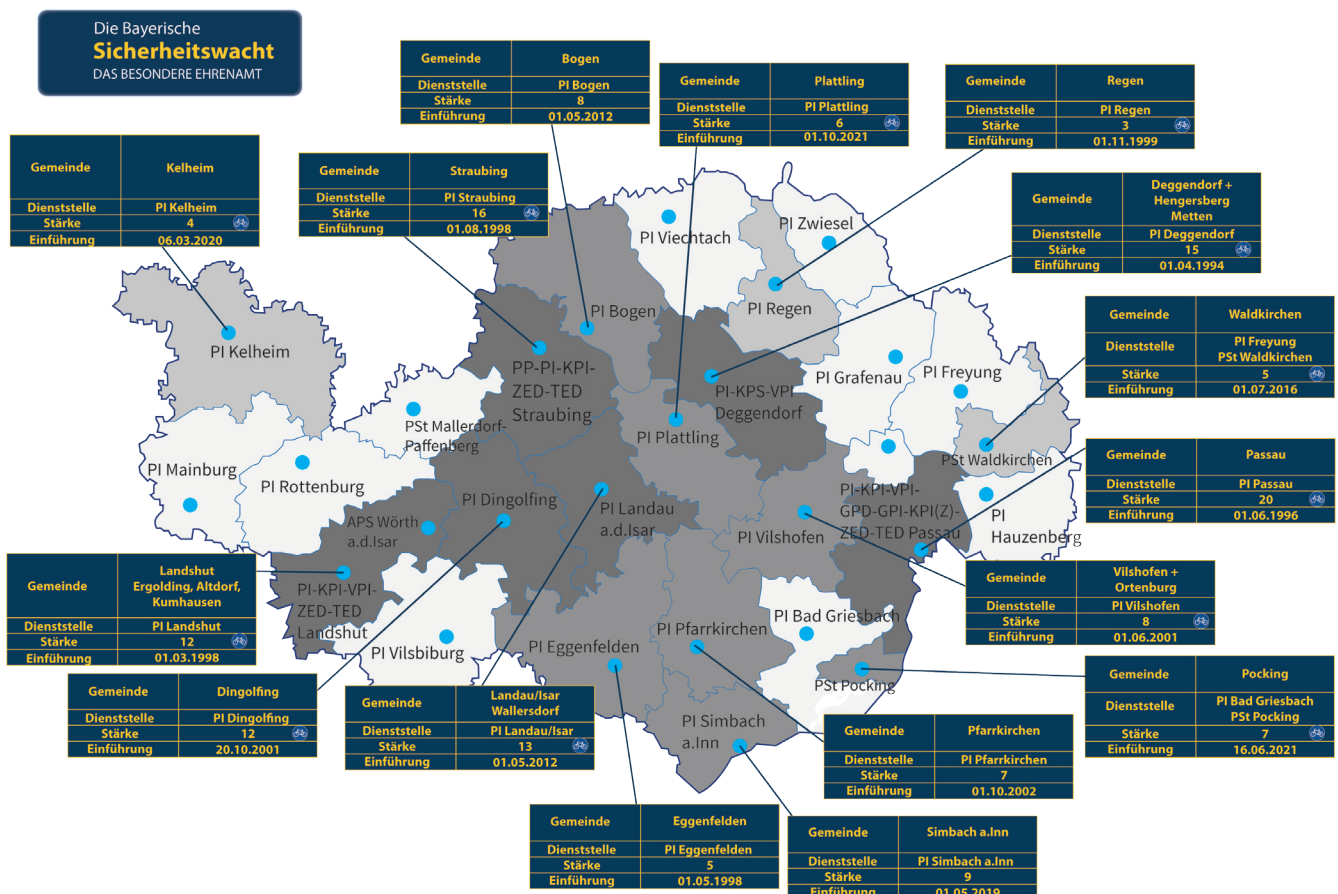 Die Bayerische
Sicherheitswacht
DAS BESONDERE EHRENAMT
Gemeinde Bogen
Dienststelle PI Bogen
Stärke 8
Einführung 01.05.2012
Gemeinde Plattling
Dienststelle PI Plattling
Stärke 6
Einführung 01.10.2021
Gemeinde Regen
Dienststelle PI Regen
Stärke 3
Einführung 01.11.1999
Gemeinde Kelheim
Dienststelle PI Kelheim
Stärke 4
Einführung 06.03.2020
Gemeinde Straubing
Dienststelle PI Straubing
Stärke 16
Einführung 01.08.1998
Gemeinde Deggendorf +
Hengersberg
Metten
Dienststelle PI Deggendorf
Stärke 15
Einführung 01.04.1994
Gemeinde Waldkirchen
Dienststelle PI Freyung
PSt Waldkirchen
Stärke 5
Einführung 01.07.2016
Gemeinde Passau
Dienststelle PI Passau
Stärke 20
Einführung 01.06.1996
Gemeinde Vilshofen +
Ortenburg
Dienststelle PI Vilshofen
Stärke 8
Einführung 01.06.2001
Gemeinde Pocking
Dienststelle PI Bad Griesbach
PSt Pocking
Stärke 7
Einführung 16.06.2021
Gemeinde Landshut
Ergolding, Altdorf,
Kumhausen
Dienststelle PI Landshut
Stärke 12
Einführung 01.03.1998
Gemeinde Dingolfing
Dienststelle PI Dingolfing
Stärke 12
Einführung 20.10.2001
Gemeinde Landau/Isar
Wallersdorf
Dienststelle PI Landau/Isar
Stärke 13
Einführung 01.05.2012
Gemeinde Pfarrkirchen
Dienststelle PI Pfarrkirchen
Stärke 7
Einführung 01.10.2002
Gemeinde Eggenfelden
Dienststelle PI Eggenfelden
Stärke 5
Einführung 01.05.1998
Gemeinde Simbach a.Inn
Dienststelle PI Simbach a.Inn
Stärke 9
Einführung 01.05.2019
PI Viechtach
PI Zwiesel
PI Bogen
PI Regen
PI Kelheim
PP-PI-KPI-
ZED-TED
Straubing
PI-KPS-VPI
Deggendorf
PI Grafenau
PI Freyung
PSt Mallerdorf-
Paffenberg
PI Plattling
PSt Waldkirchen
PI Mainburg
PI Rottenburg
PI Dingolfing
PI Landau
a.d.Isar
APS Wörth
a.d.Isar
PI Vilshofen
PI-KPI-VPI-
GPD-GPI-KPI(Z)-
ZED-TED Passau
PI
Hauzenberg
PI-KPI-VPI-
ZED-TED
Landshut
PI Vilsbiburg
PI Eggenfelden
PI Pfarrkirchen
PI Bad Griesbach
PSt Pocking
PI Simbach
a.Inn